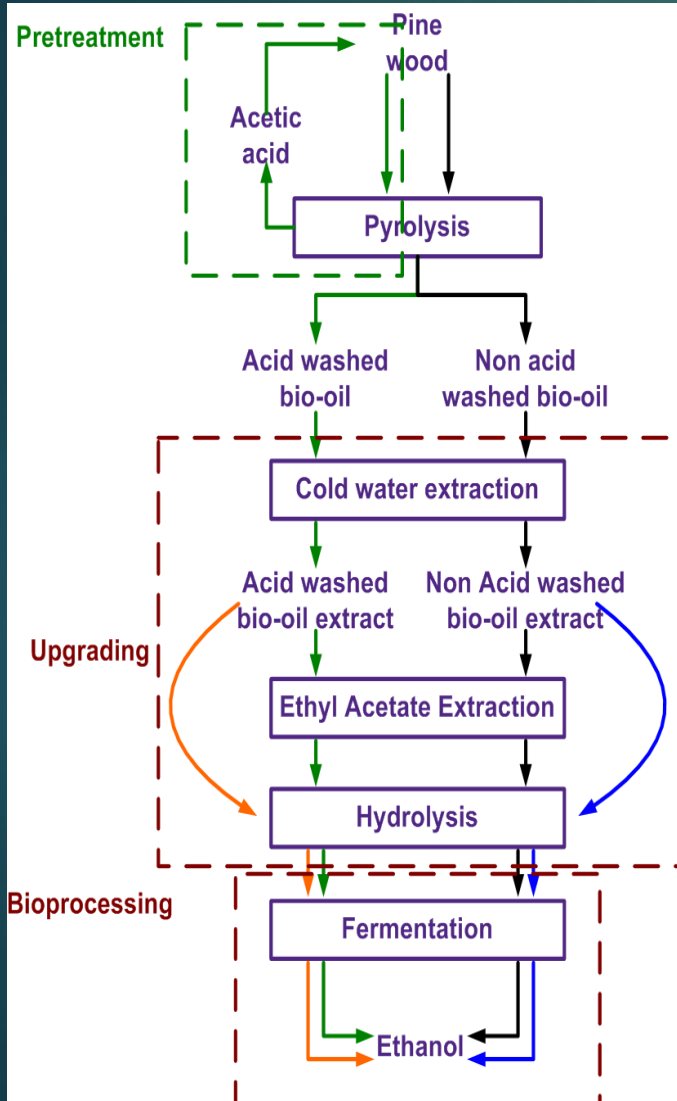 Pretreatment
Pine
wood
Acetic
acid
Pyrolysis
Acid washed
bio-oil
Non acid
washed bio-oil
Cold water extraction
Acid washed
bio-oil extract
Non Acid washed
bio-oil extract
Upgrading
Ethyl Acetate Extraction
Hydrolysis
Bioprocessing
Fermentation
Ethanol